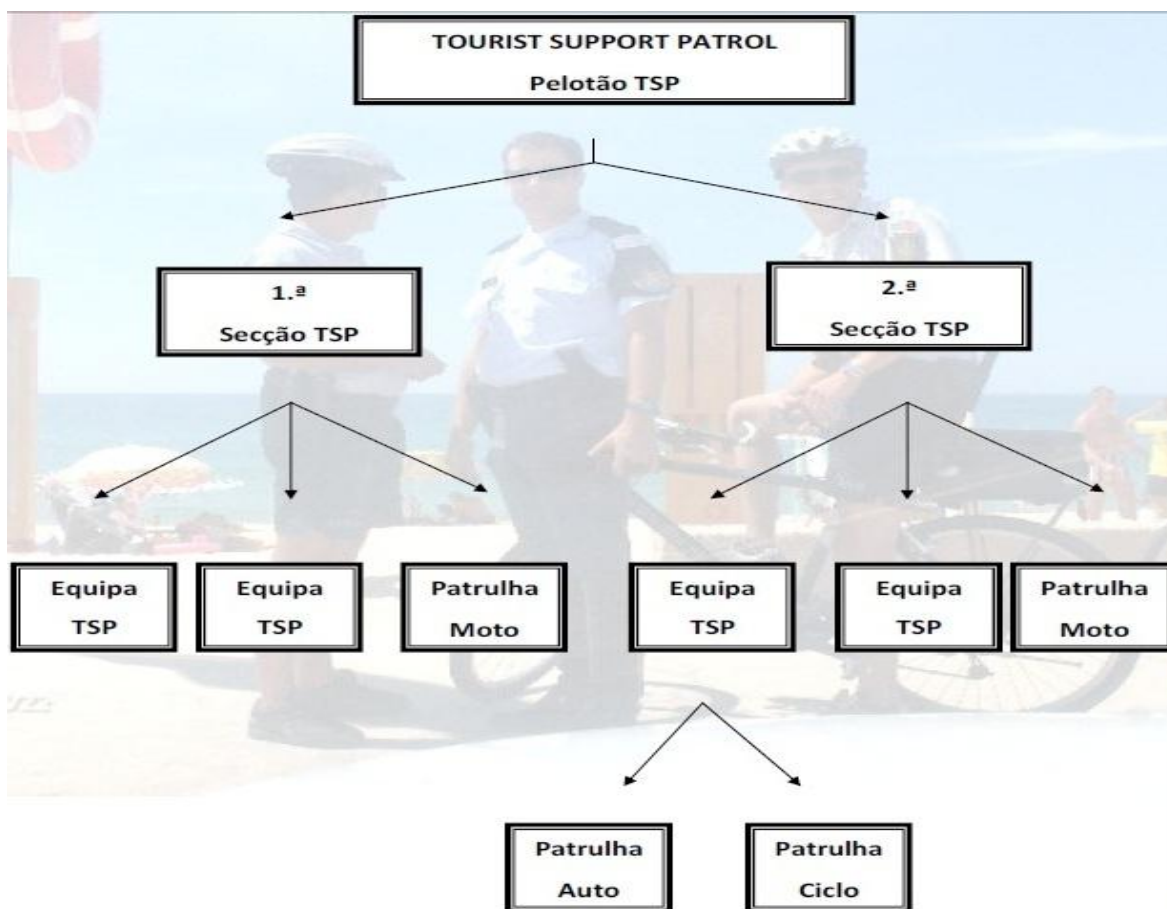 TOURIST SUPPORT PATROL
Pelotão TSP
1.ª
Secção TSP
2.ª
Secção TSP
Equipa
TSP
Equipa
TSP
Patrulha
Moto
Equipa
TSP
Equipa
TSP
Patrulha
Moto
Patrulha
Auto
Patrulha
Ciclo